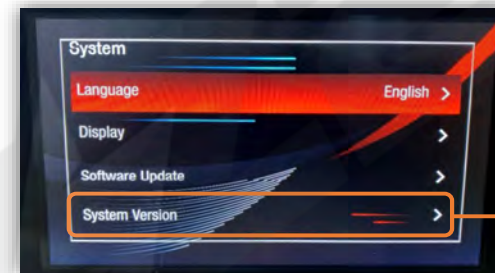 System
Language English >
Display >
Software Update >
System Version >